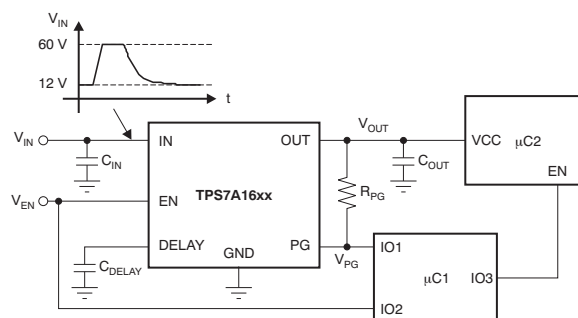 V_IN
60 V
12 V
t
V_IN
C_IN
V_EN
IN
OUT
TPS7A16xx
EN
DELAY
GND
PG
C_DELAY
V_OUT
C_OUT
R_PG
V_PG
VCC
µC2
EN
IO1
µC1
IO3
IO2